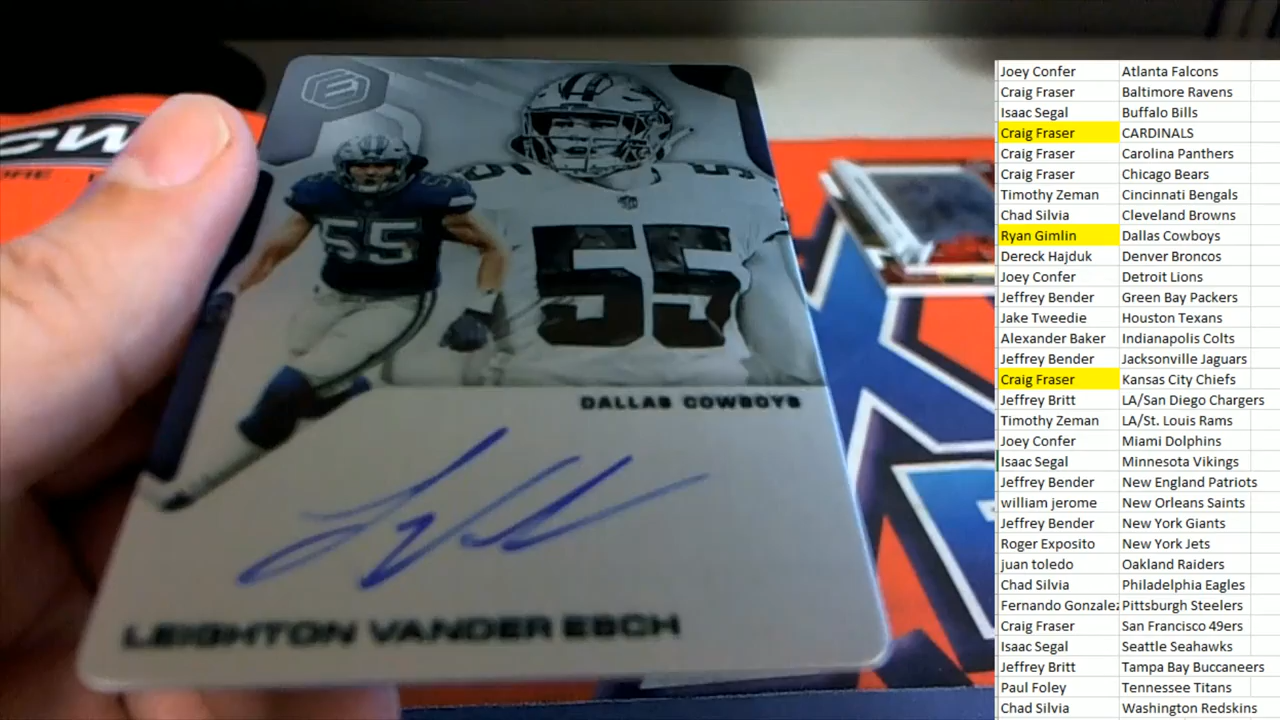 CW
55
55
DALLAS COWBOYS
LEIGHTON VANDER ESCH
Joey Confer Atlanta Falcons
Craig Fraser Baltimore Ravens
Isaac Segal Buffalo Bills
Craig Fraser CARDINALS
Craig Fraser Carolina Panthers
Craig Fraser Chicago Bears
Timothy Zeman Cincinnati Bengals
Chad Silvia Cleveland Browns
Ryan Gimlin Dallas Cowboys
Dereck Hajduk Denver Broncos
Joey Confer Detroit Lions
Jeffrey Bender Green Bay Packers
Jake Tweedie Houston Texans
Alexander Baker Indianapolis Colts
Jeffrey Bender Jacksonville Jaguars
Craig Fraser Kansas City Chiefs
Jeffrey Britt LA/San Diego Chargers
Timothy Zeman LA/St. Louis Rams
Joey Confer Miami Dolphins
Isaac Segal Minnesota Vikings
Jeffrey Bender New England Patriots
william jerome New Orleans Saints
Jeffrey Bender New York Giants
Roger Exposito New York Jets
juan toledo Oakland Raiders
Chad Silvia Philadelphia Eagles
Fernando Gonzalez Pittsburgh Steelers
Craig Fraser San Francisco 49ers
Isaac Segal Seattle Seahawks
Jeffrey Britt Tampa Bay Buccaneers
Paul Foley Tennessee Titans
Chad Silvia Washington Redskins